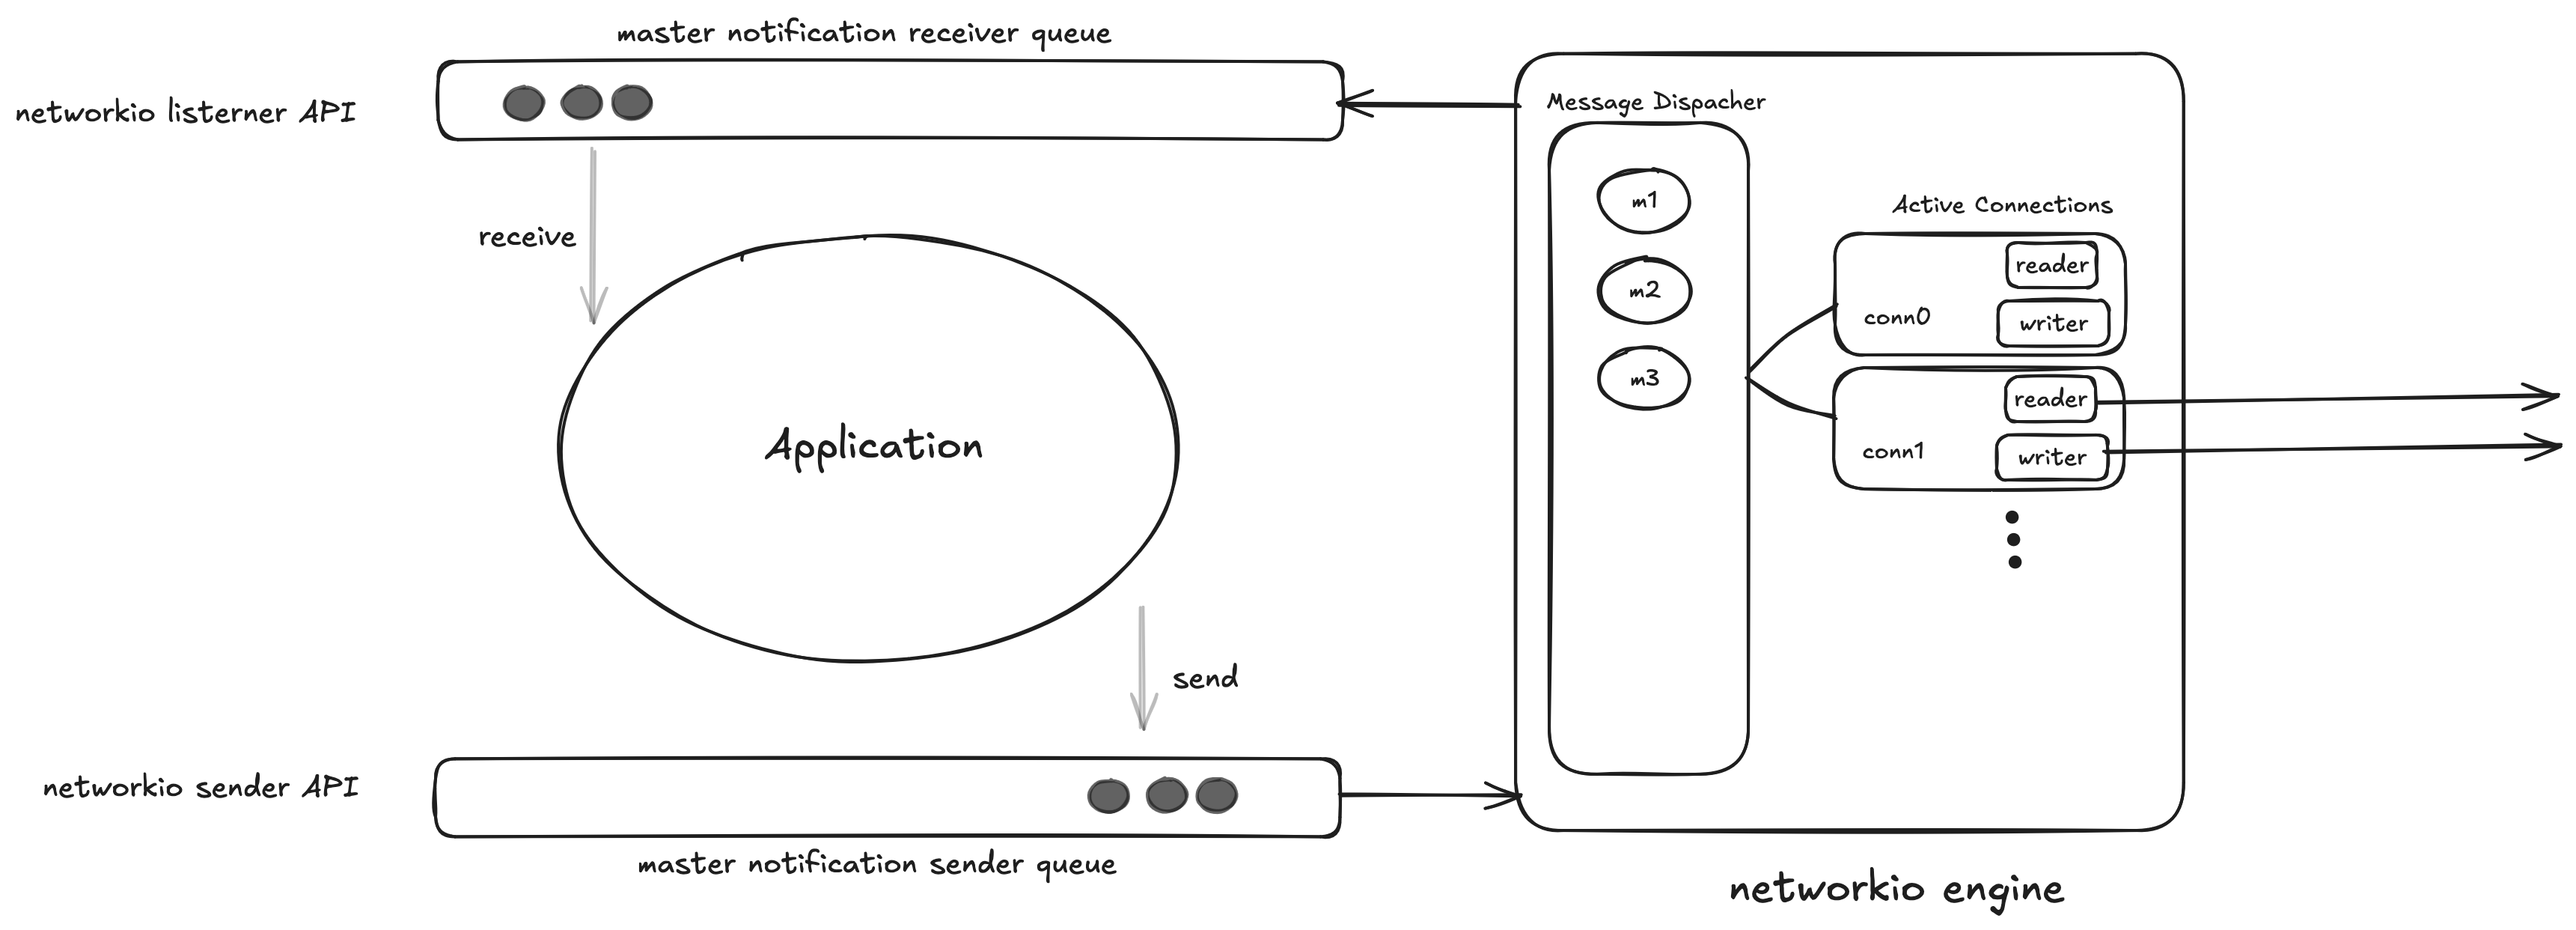 master notification receiver queue
networkio listerner API
Message Dispacher
m1
Active Connections
receive
reader
m2
conn0
writer
m3
reader
Application
conn1
writer
send
networkio sender API
master notification sender queue
networkio engine